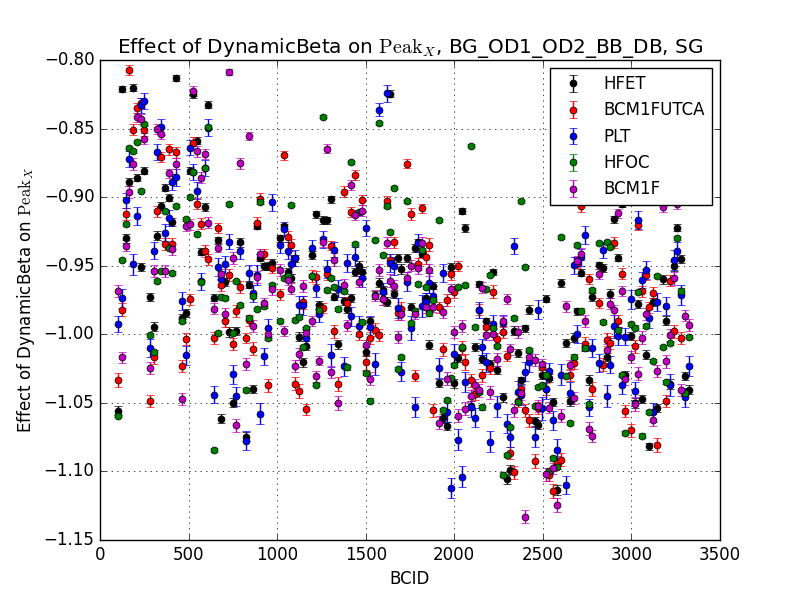 Effect of DynamicBeta on Peak_X, BG_OD1_OD2_BB_DB, SG
HFET
BCM1FUTCA
PLT
HFOC
BCM1F
Effect of DynamicBeta on Peak_X
−0.80
−0.85
−0.90
−0.95
−1.00
−1.05
−1.10
−1.15
0 500 1000 1500 2000 2500 3000 3500
BCID